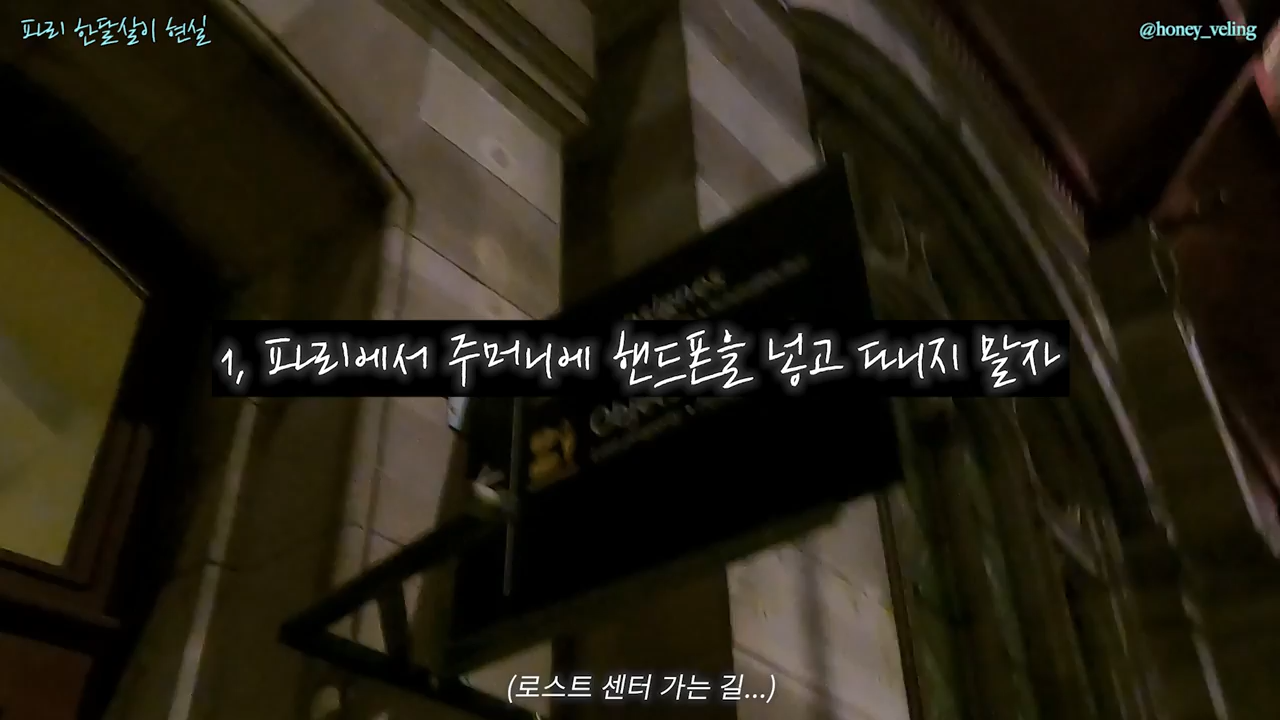 파리 한달살이 현실
@honey_veling
1, 파리에서 주머니에 핸드폰을 넣고 다니지 말자
(로스트 센터 가는 길...)